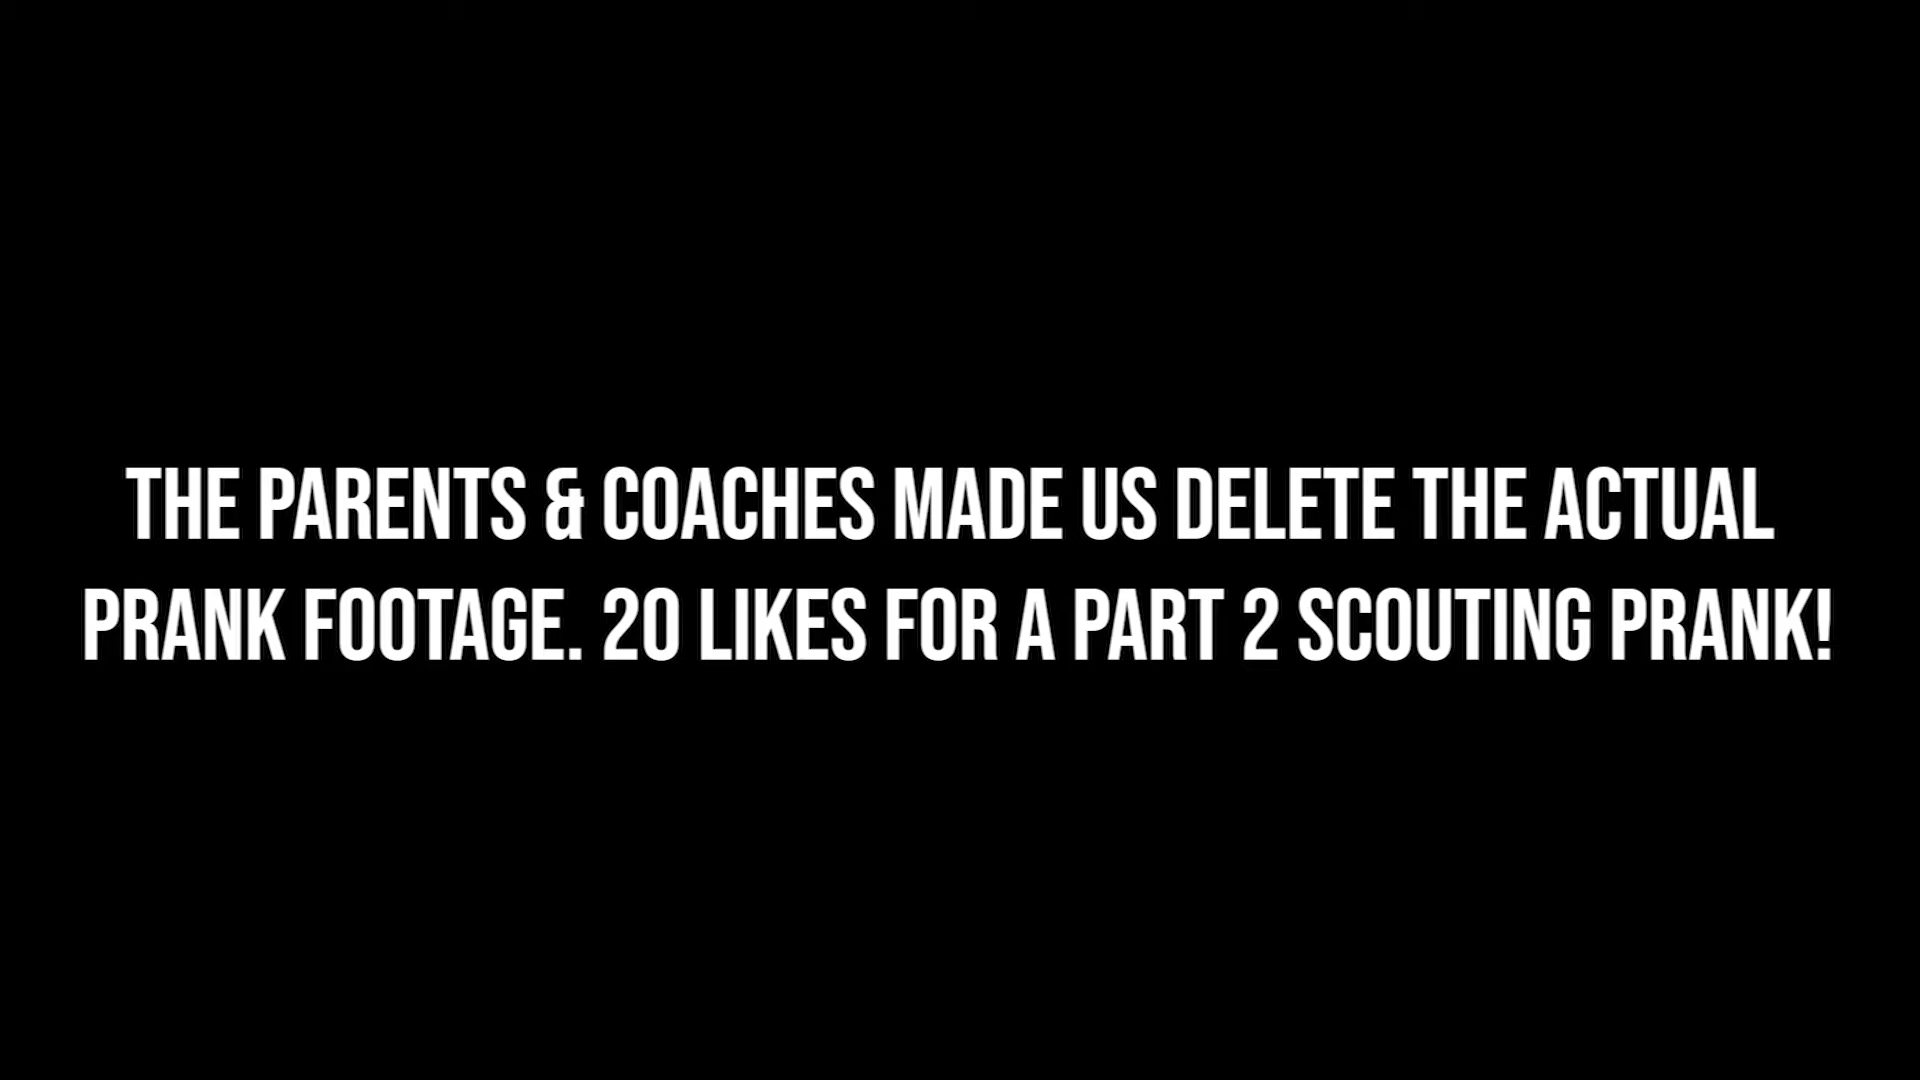 THE PARENTS & COACHES MADE US DELETE THE ACTUAL
PRANK FOOTAGE. 20 LIKES FOR A PART 2 SCOUTING PRANK!